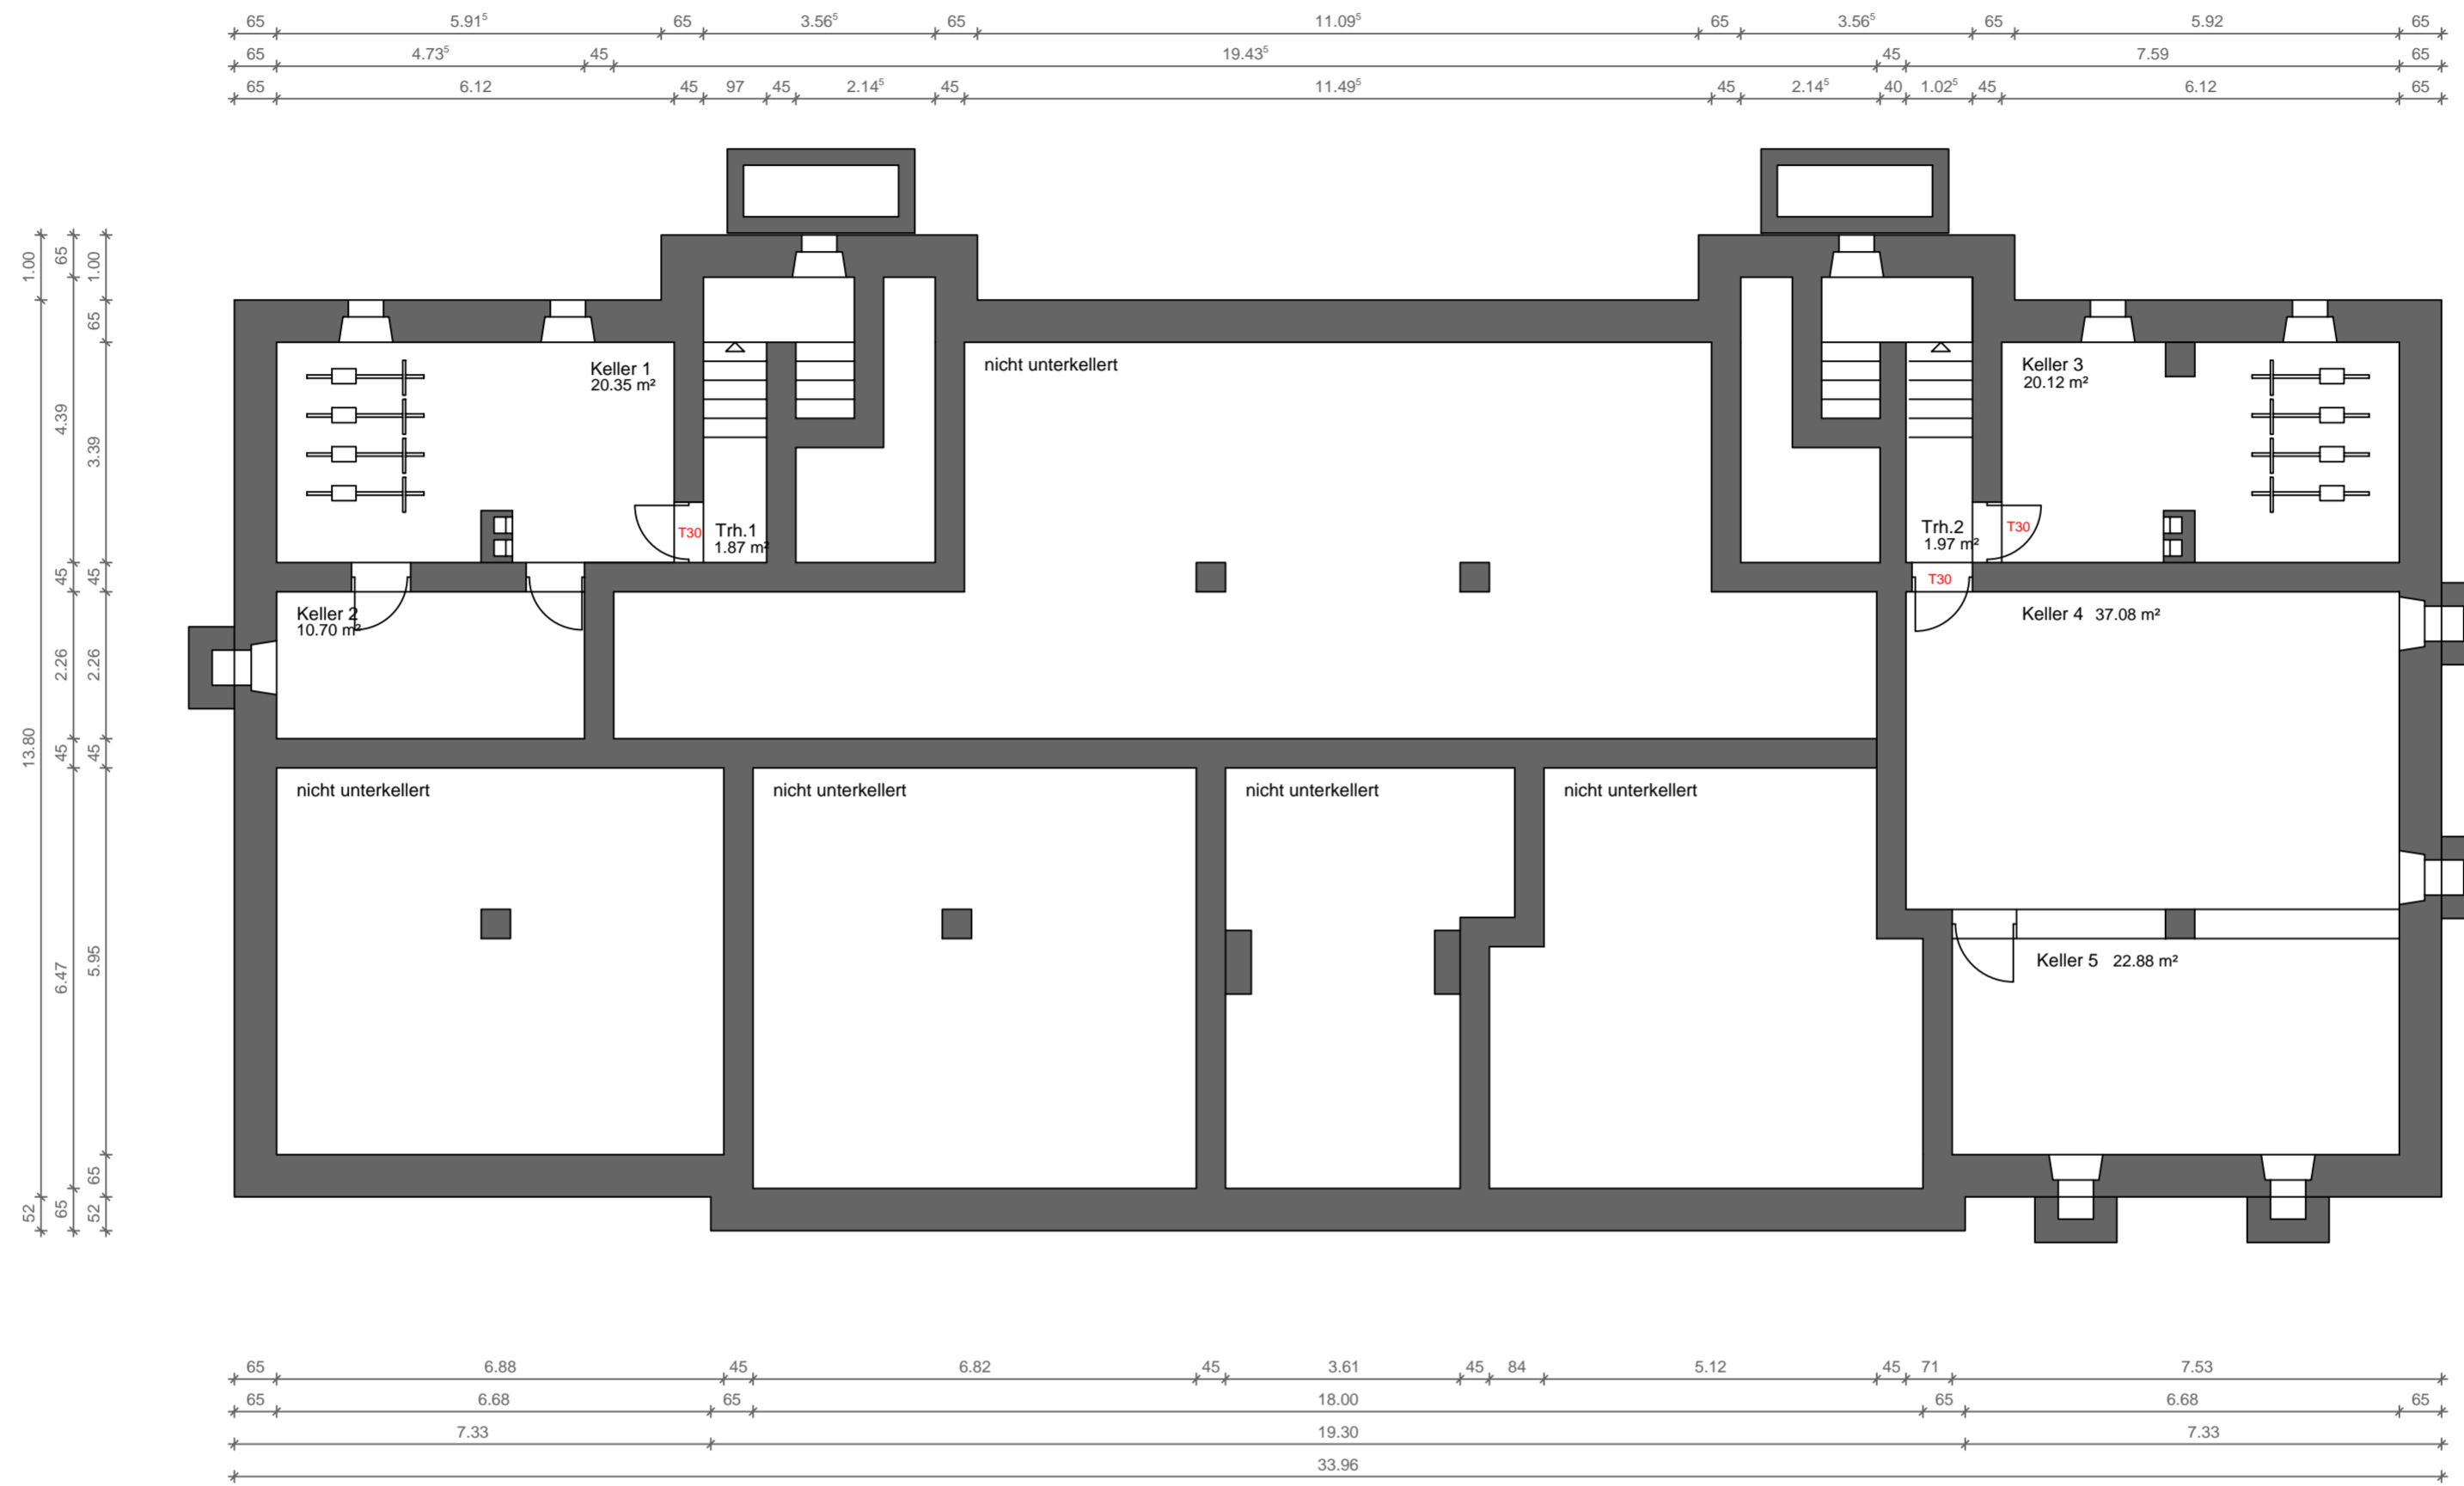 65 5.91⁵ 65 3.56⁵ 65 11.09⁵ 65 3.56⁵ 65 5.92 65
65 4.73⁵ 45 19.43⁵ 45 7.59 65
65 6.12 45 97 45 2.14⁵ 45 11.49⁵ 45 2.14⁵ 40 1.02⁵ 45 6.12 65
1.00 13.80 52
65 4.39 45 2.26 45 6.47 65
1.00 65 3.39 45 2.26 45 5.95 65 52
Keller 1
20.35 m²
nicht unterkellert
Keller 3
20.12 m²
T30
Trh.1
1.87 m²
Trh.2
1.97 m²
T30
T30
Keller 2
10.70 m²
Keller 4 37.08 m²
nicht unterkellert
nicht unterkellert
nicht unterkellert
nicht unterkellert
Keller 5 22.88 m²
65 6.88 45 6.82 45 3.61 45 84 5.12 45 71 7.53
65 6.68 65 18.00 65 6.68 65
7.33 19.30 7.33
33.96